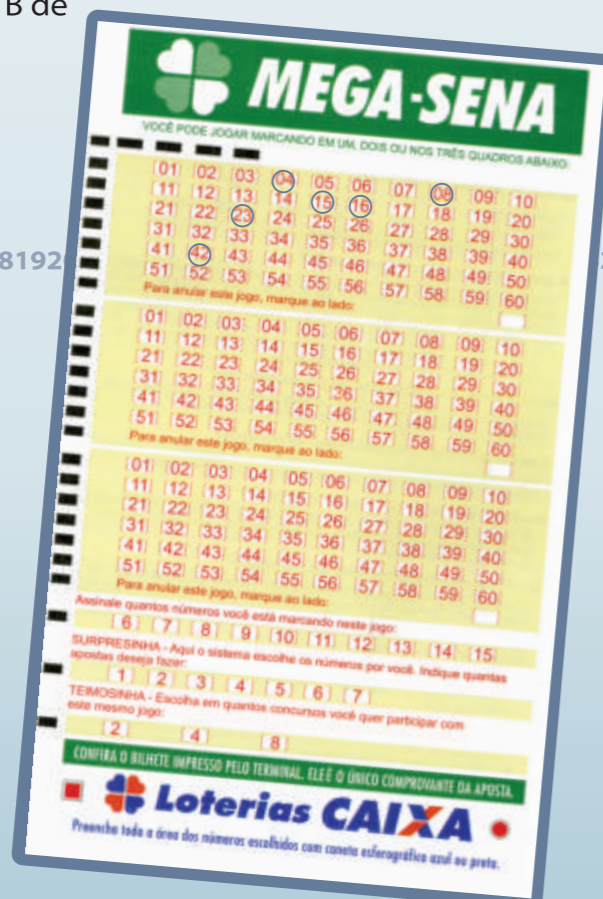 B de
MEGA-SENA
VOCÊ PODE JOGAR MARCANDO EM UM, DOIS OU NOS TRÊS QUADROS ABAIXO:
01 02 03 04 05 06 07 08 09 10
11 12 13 14 15 16 17 18 19 20
21 22 23 24 25 26 27 28 29 30
31 32 33 34 35 36 37 38 39 40
41 42 43 44 45 46 47 48 49 50
51 52 53 54 55 56 57 58 59 60
Para anular este jogo, marque ao lado:
8192
01 02 03 04 05 06 07 08 09 10
11 12 13 14 15 16 17 18 19 20
21 22 23 24 25 26 27 28 29 30
31 32 33 34 35 36 37 38 39 40
41 42 43 44 45 46 47 48 49 50
51 52 53 54 55 56 57 58 59 60
Para anular este jogo, marque ao lado:
01 02 03 04 05 06 07 08 09 10
11 12 13 14 15 16 17 18 19 20
21 22 23 24 25 26 27 28 29 30
31 32 33 34 35 36 37 38 39 40
41 42 43 44 45 46 47 48 49 50
51 52 53 54 55 56 57 58 59 60
Para anular este jogo, marque ao lado:
Assinale quantos números você está marcando neste jogo:
6 7 8 9 10 11 12 13 14 15
SURPRESINHA - Aqui o sistema escolhe os números por você. Indique quantas
apostas deseja fazer:
1 2 3 4 5 6 7
TEIMOSINHA - Escolha em quantos concursos você quer participar com
este mesmo jogo:
2 4 8
CONFIRA O BILHETE IMPRESSO PELO TERMINAL. ELE É O ÚNICO COMPROVANTE DA APOSTA.
Loterias CAIXA
Preencha toda a área dos números escolhidos com caneta esferográfica azul ou preta.